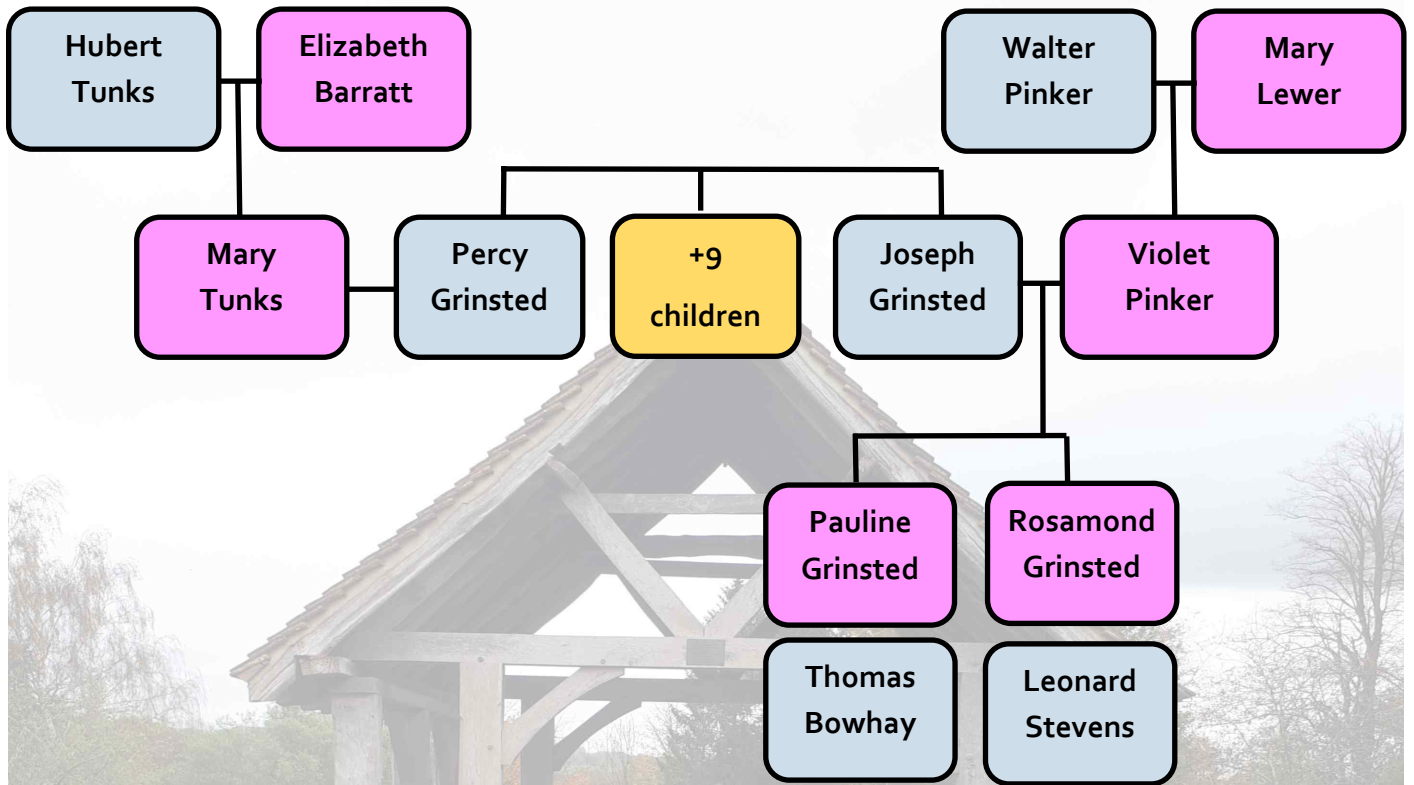 Hubert
Tunks
Elizabeth
Barratt
Walter
Pinker
Mary
Lewer
Mary
Tunks
Percy
Grinsted
+9
children
Joseph
Grinsted
Violet
Pinker
Pauline
Grinsted
Rosamond
Grinsted
Thomas
Bowhay
Leonard
Stevens